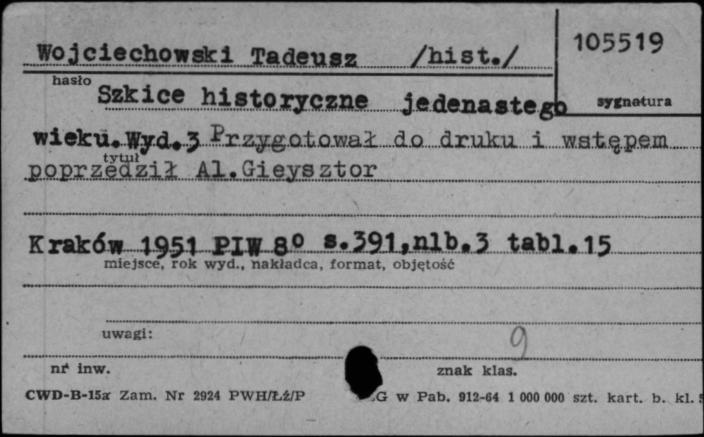 Wojciechowski Tadeusz /hist./
105519
hasło
sygnatura
Szkice historyczne jedenastego
wieku.Wyd.3 Przygotował do druku i wstępem
tytuł
poprzedził Al.Gieysztor
Kraków 1951 PIW 8º s.391,nlb.3 tabl.15
miejsce, rok wyd., nakładca, format, objętość
uwagi:
9
nr inw.
znak klas.
CWD-B-15a Zam. Nr 2924 PWH/Łź/P G w Pab. 912-64 1 000 000 szt. kart. b. kl.